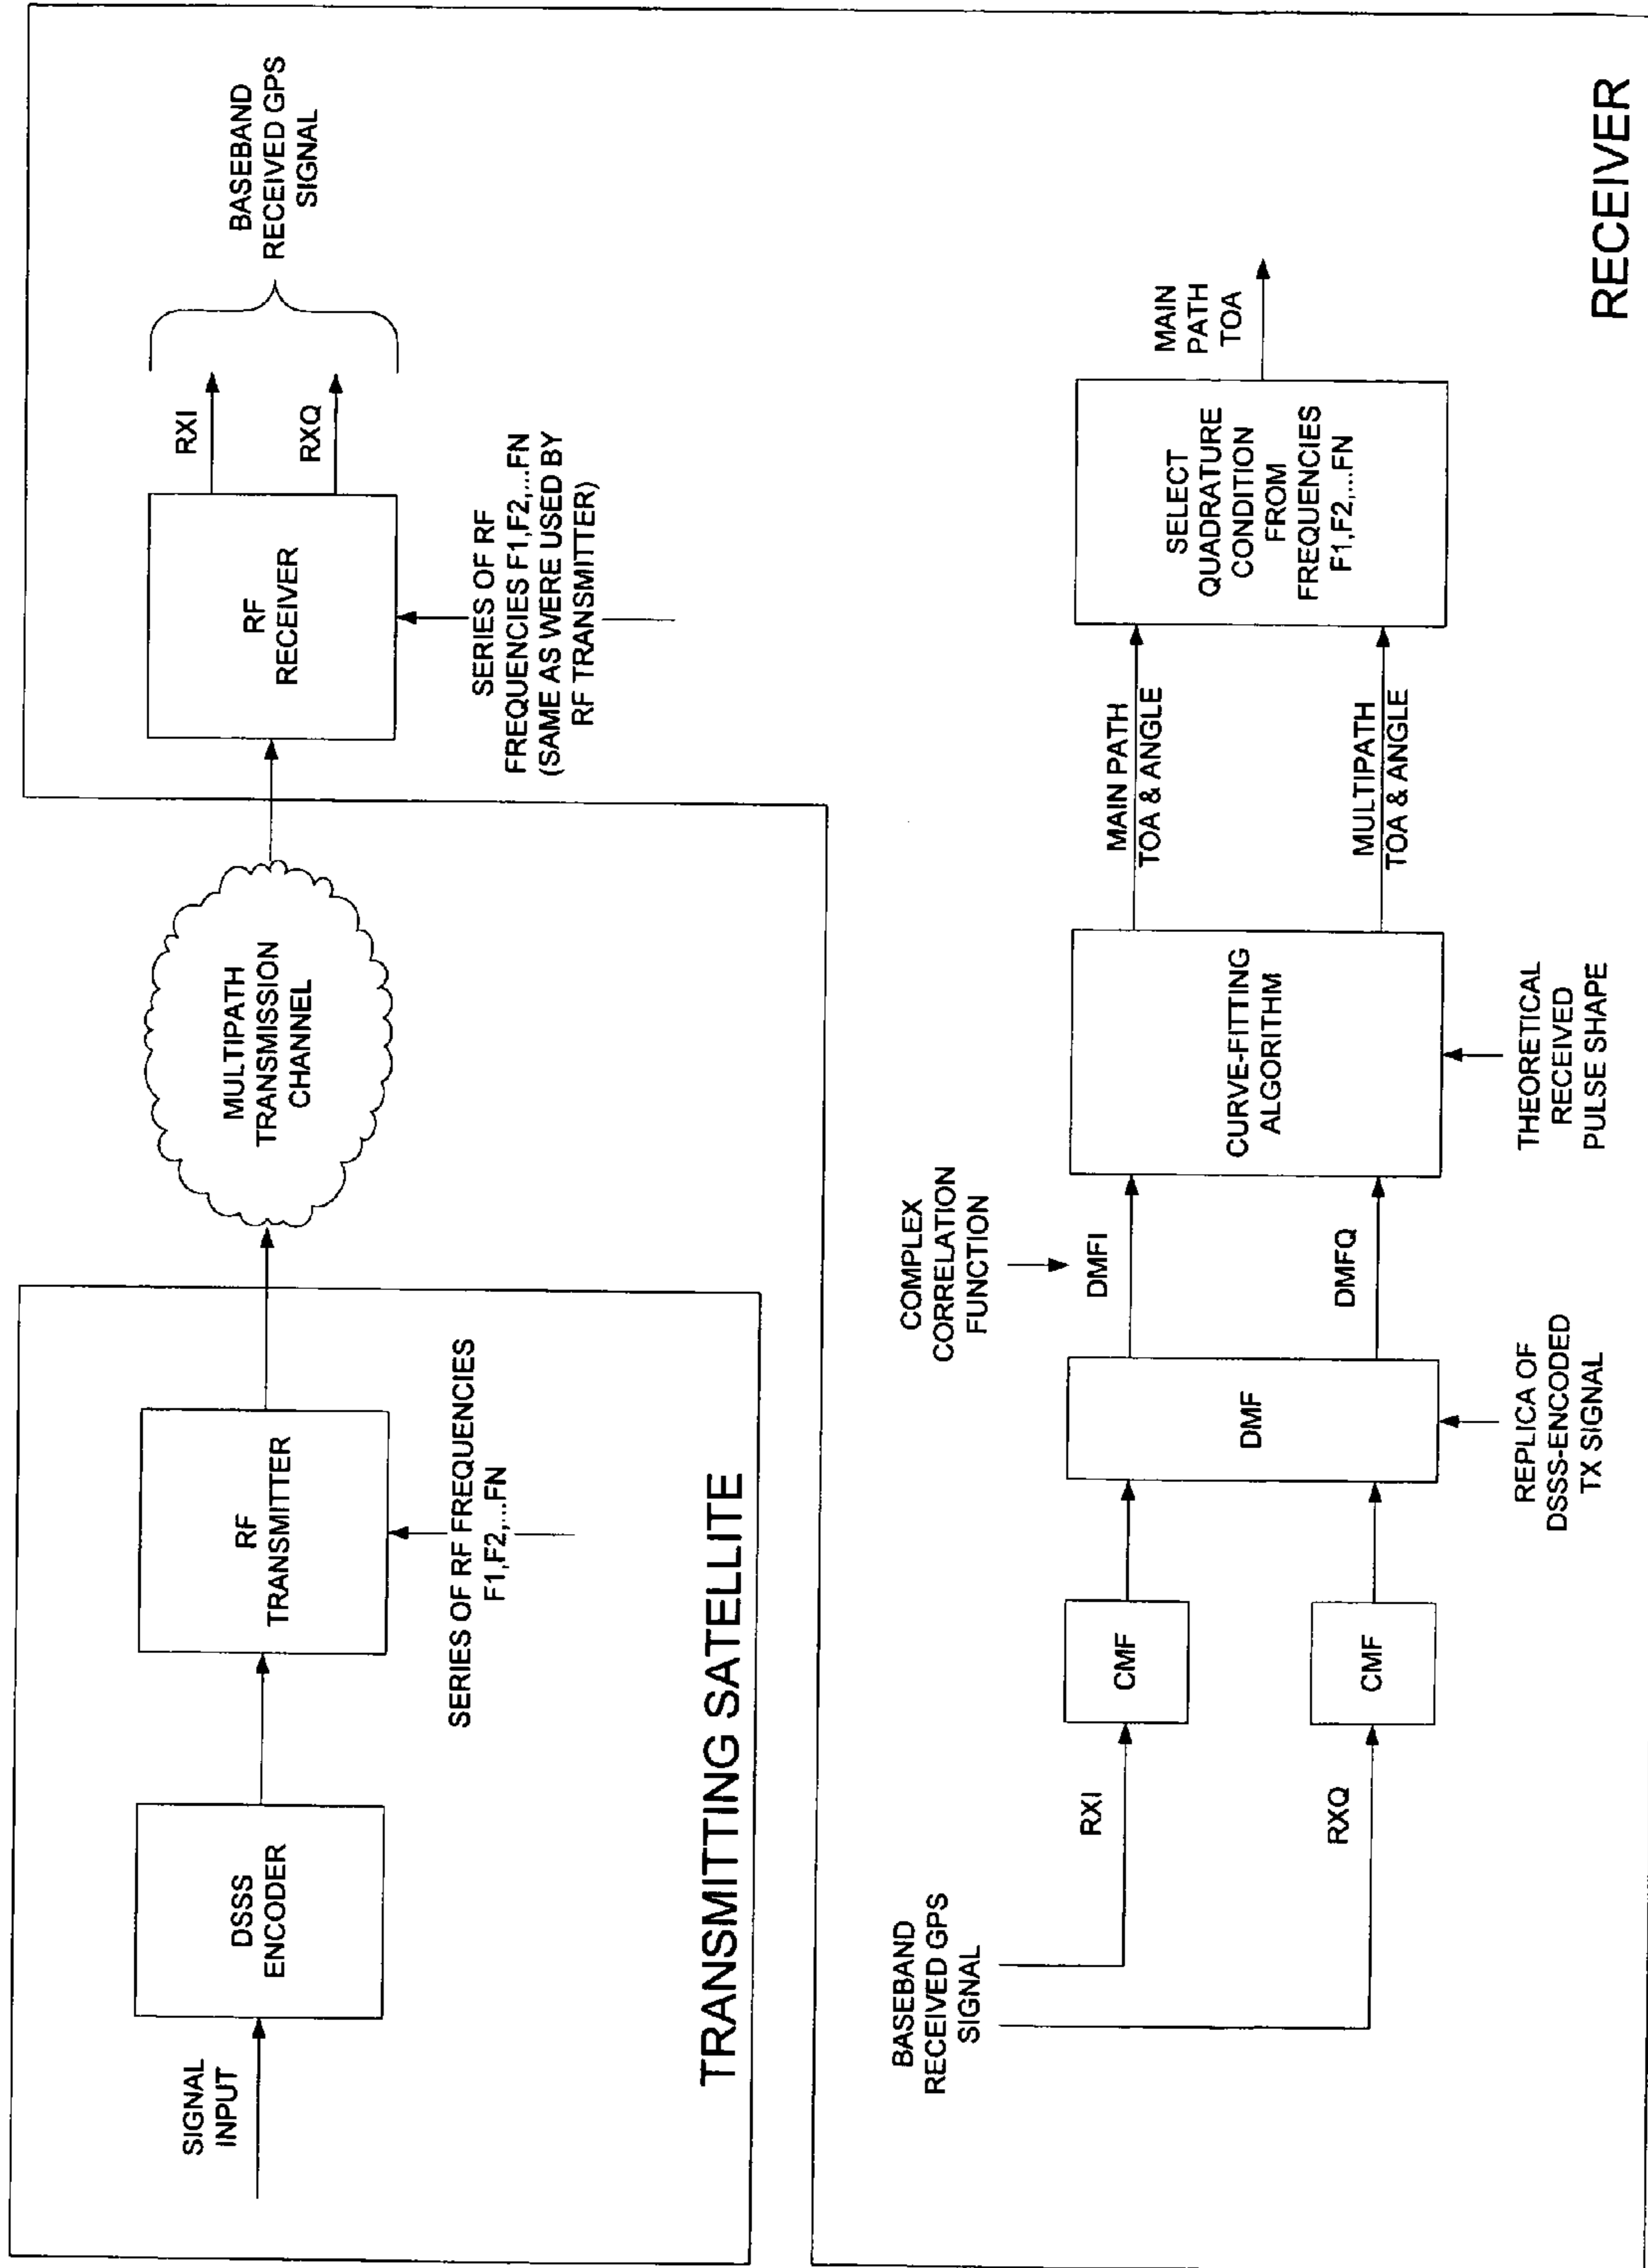 SIGNAL
INPUT
DSSS
ENCODER
RF
TRANSMITTER
SERIES OF RF FREQUENCIES
F1,F2,...FN
TRANSMITTING SATELLITE
MULTIPATH
TRANSMISSION
CHANNEL
RF
RECEIVER
SERIES OF RF
FREQUENCIES F1,F2,...FN
(SAME AS WERE USED BY
RF TRANSMITTER)
RXI
RXQ
BASEBAND
RECEIVED GPS
SIGNAL
BASEBAND
RECEIVED GPS
SIGNAL
RXI
RXQ
CMF
CMF
DMF
REPLICA OF
DSSS-ENCODED
TX SIGNAL
COMPLEX
CORRELATION
FUNCTION
DMFI
DMFQ
CURVE-FITTING
ALGORITHM
THEORETICAL
RECEIVED
PULSE SHAPE
MAIN PATH
TOA & ANGLE
MULTIPATH
TOA & ANGLE
SELECT
QUADRATURE
CONDITION
FROM
FREQUENCIES
F1,F2,...FN
MAIN
PATH
TOA
RECEIVER